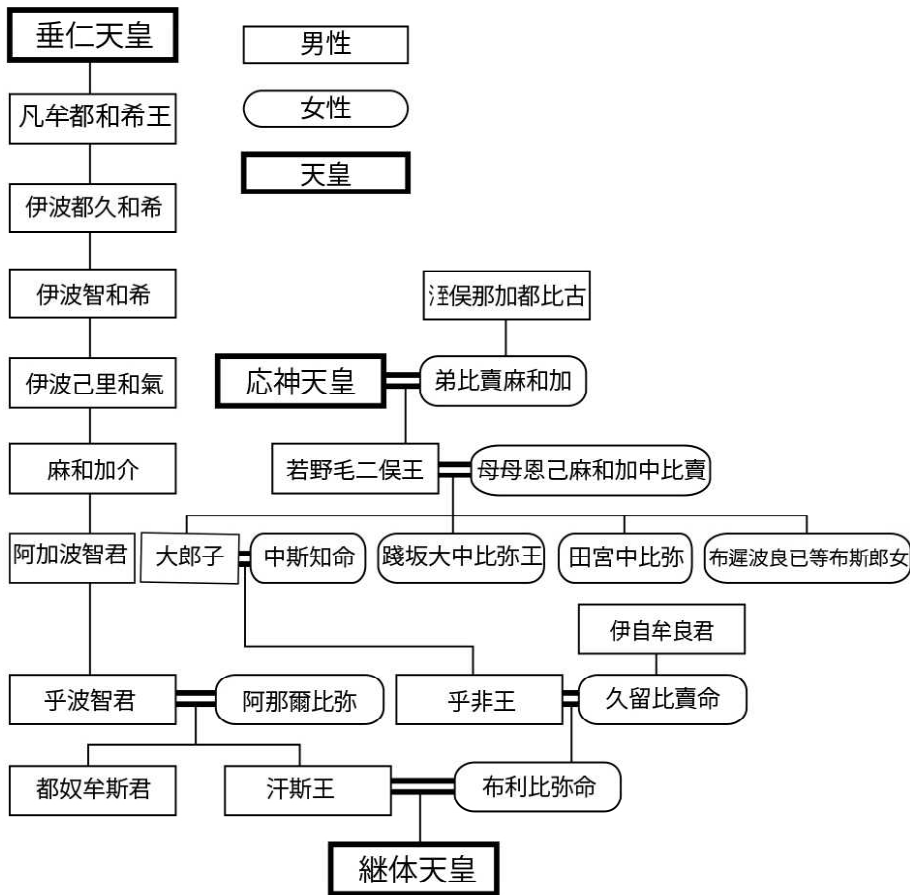 垂仁天皇
男性
凡牟都和希王
女性
天皇
伊波都久和希
伊波智和希
洷俣那加都比古
伊波己里和氣
応神天皇
弟比賣麻和加
麻和加介
若野毛二俣王
母母恩己麻和加中比賣
阿加波智君
大郎子
中斯知命
踐坂大中比弥王
田宮中比弥
布遲波良已等布斯郎女
伊自牟良君
乎波智君
阿那爾比弥
乎非王
久留比賣命
都奴牟斯君
汗斯王
布利比弥命
継体天皇